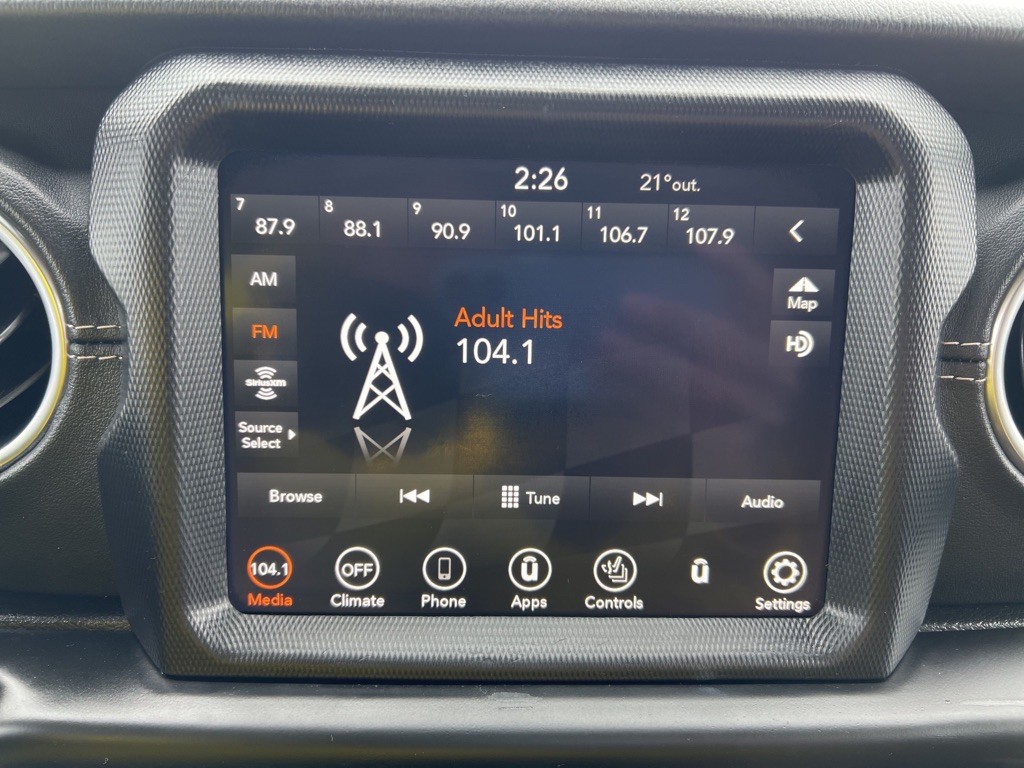 2:26 21°out.
7 8 9 10 11 12
87.9 88.1 90.9 101.1 106.7 107.9
AM
Map
FM
Adult Hits
104.1
HD
SiriusXM
Source
Select
Browse Tune Audio
104.1 OFF
Media Climate Phone Apps Controls Settings